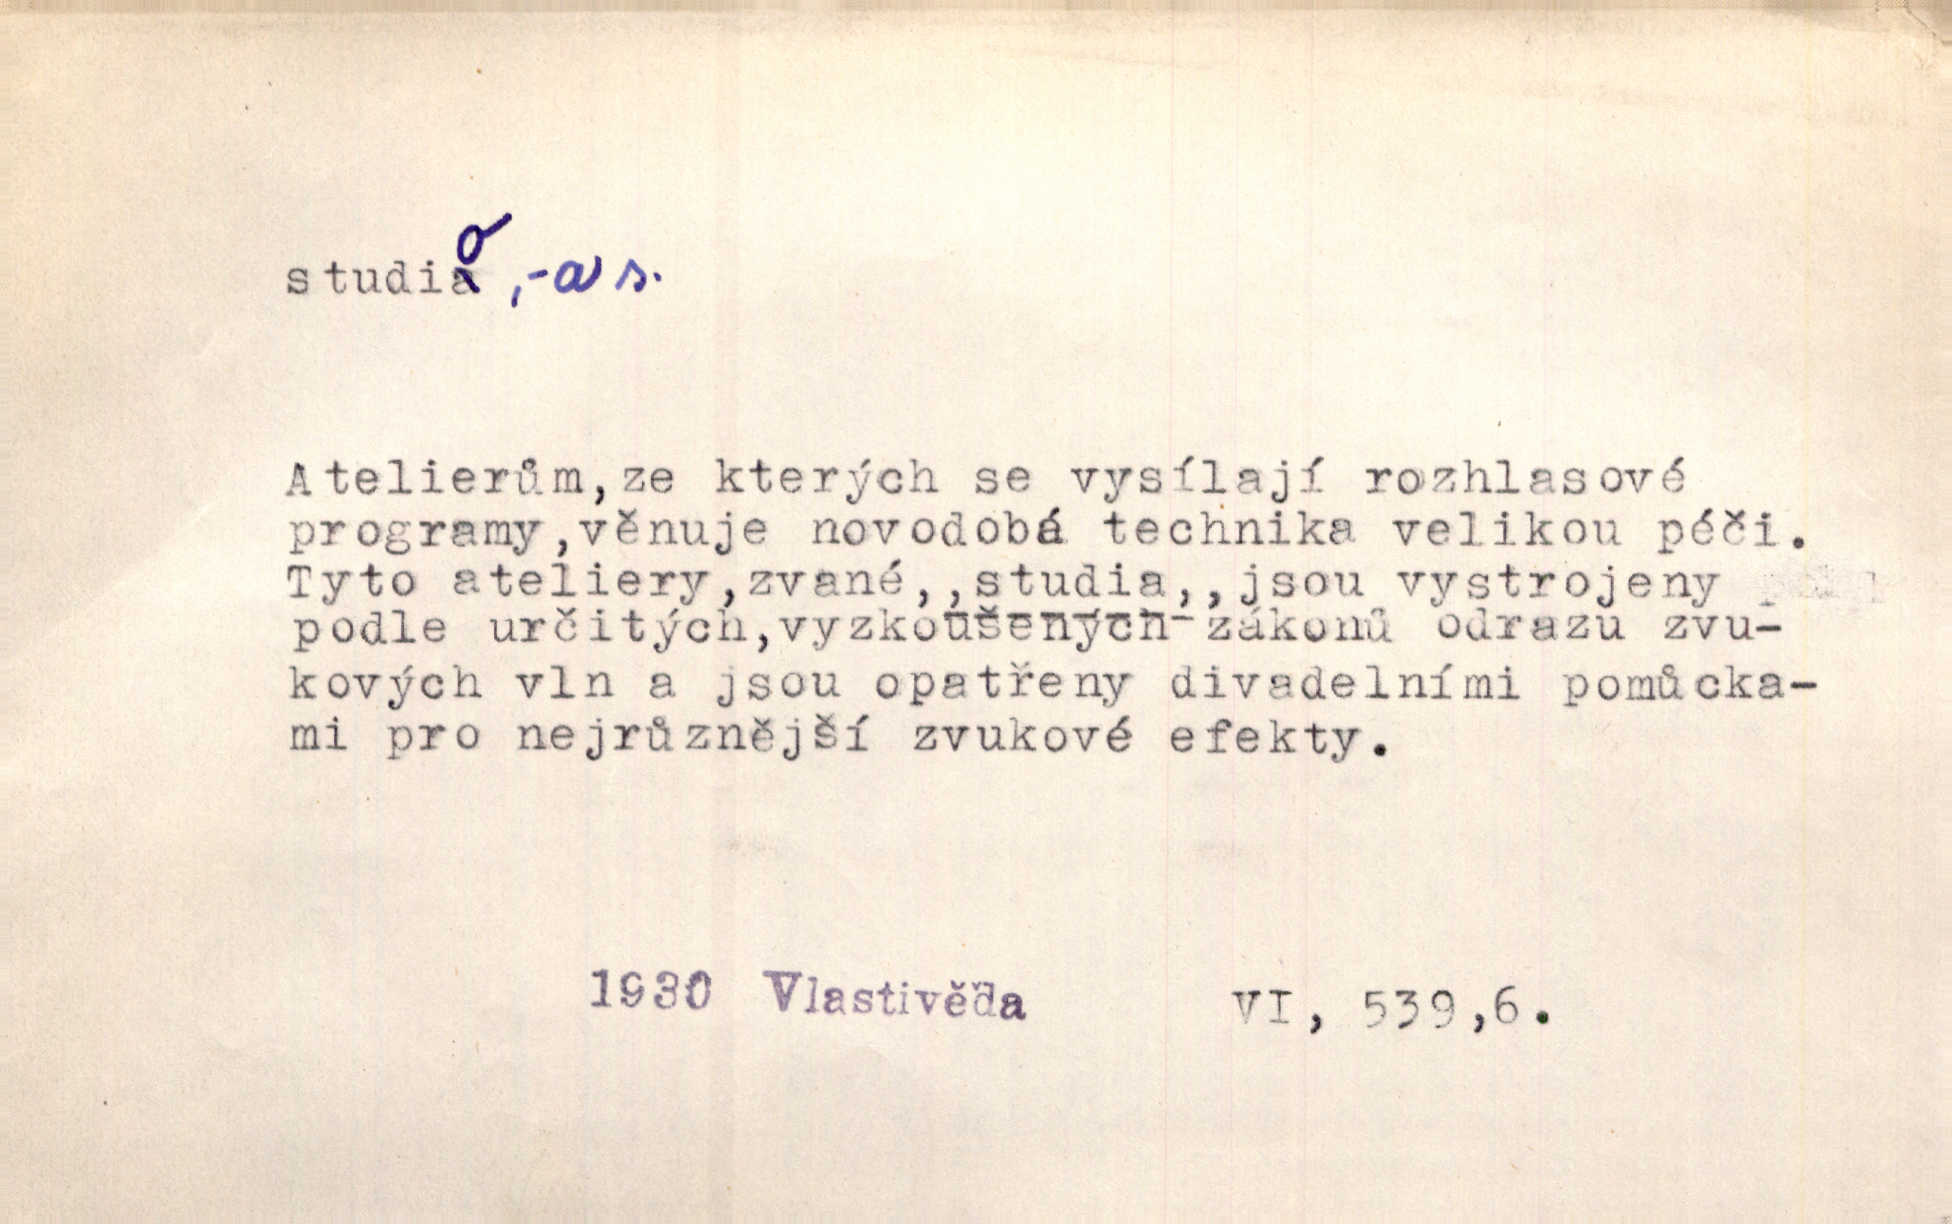 studio, -a s.
Atelierům,ze kterých se vysílají rozhlasové
programy,věnuje novodobá technika velikou péči.
Tyto ateliery,zvané,,studia,,jsou vystrojeny
podle určitých,vyzkoušených zákonů odrazu zvu-
kových vln a jsou opatřeny divadelními pomůcka-
mi pro nejrůznější zvukové efekty.
1930 Vlastivěda VI, 539,6.